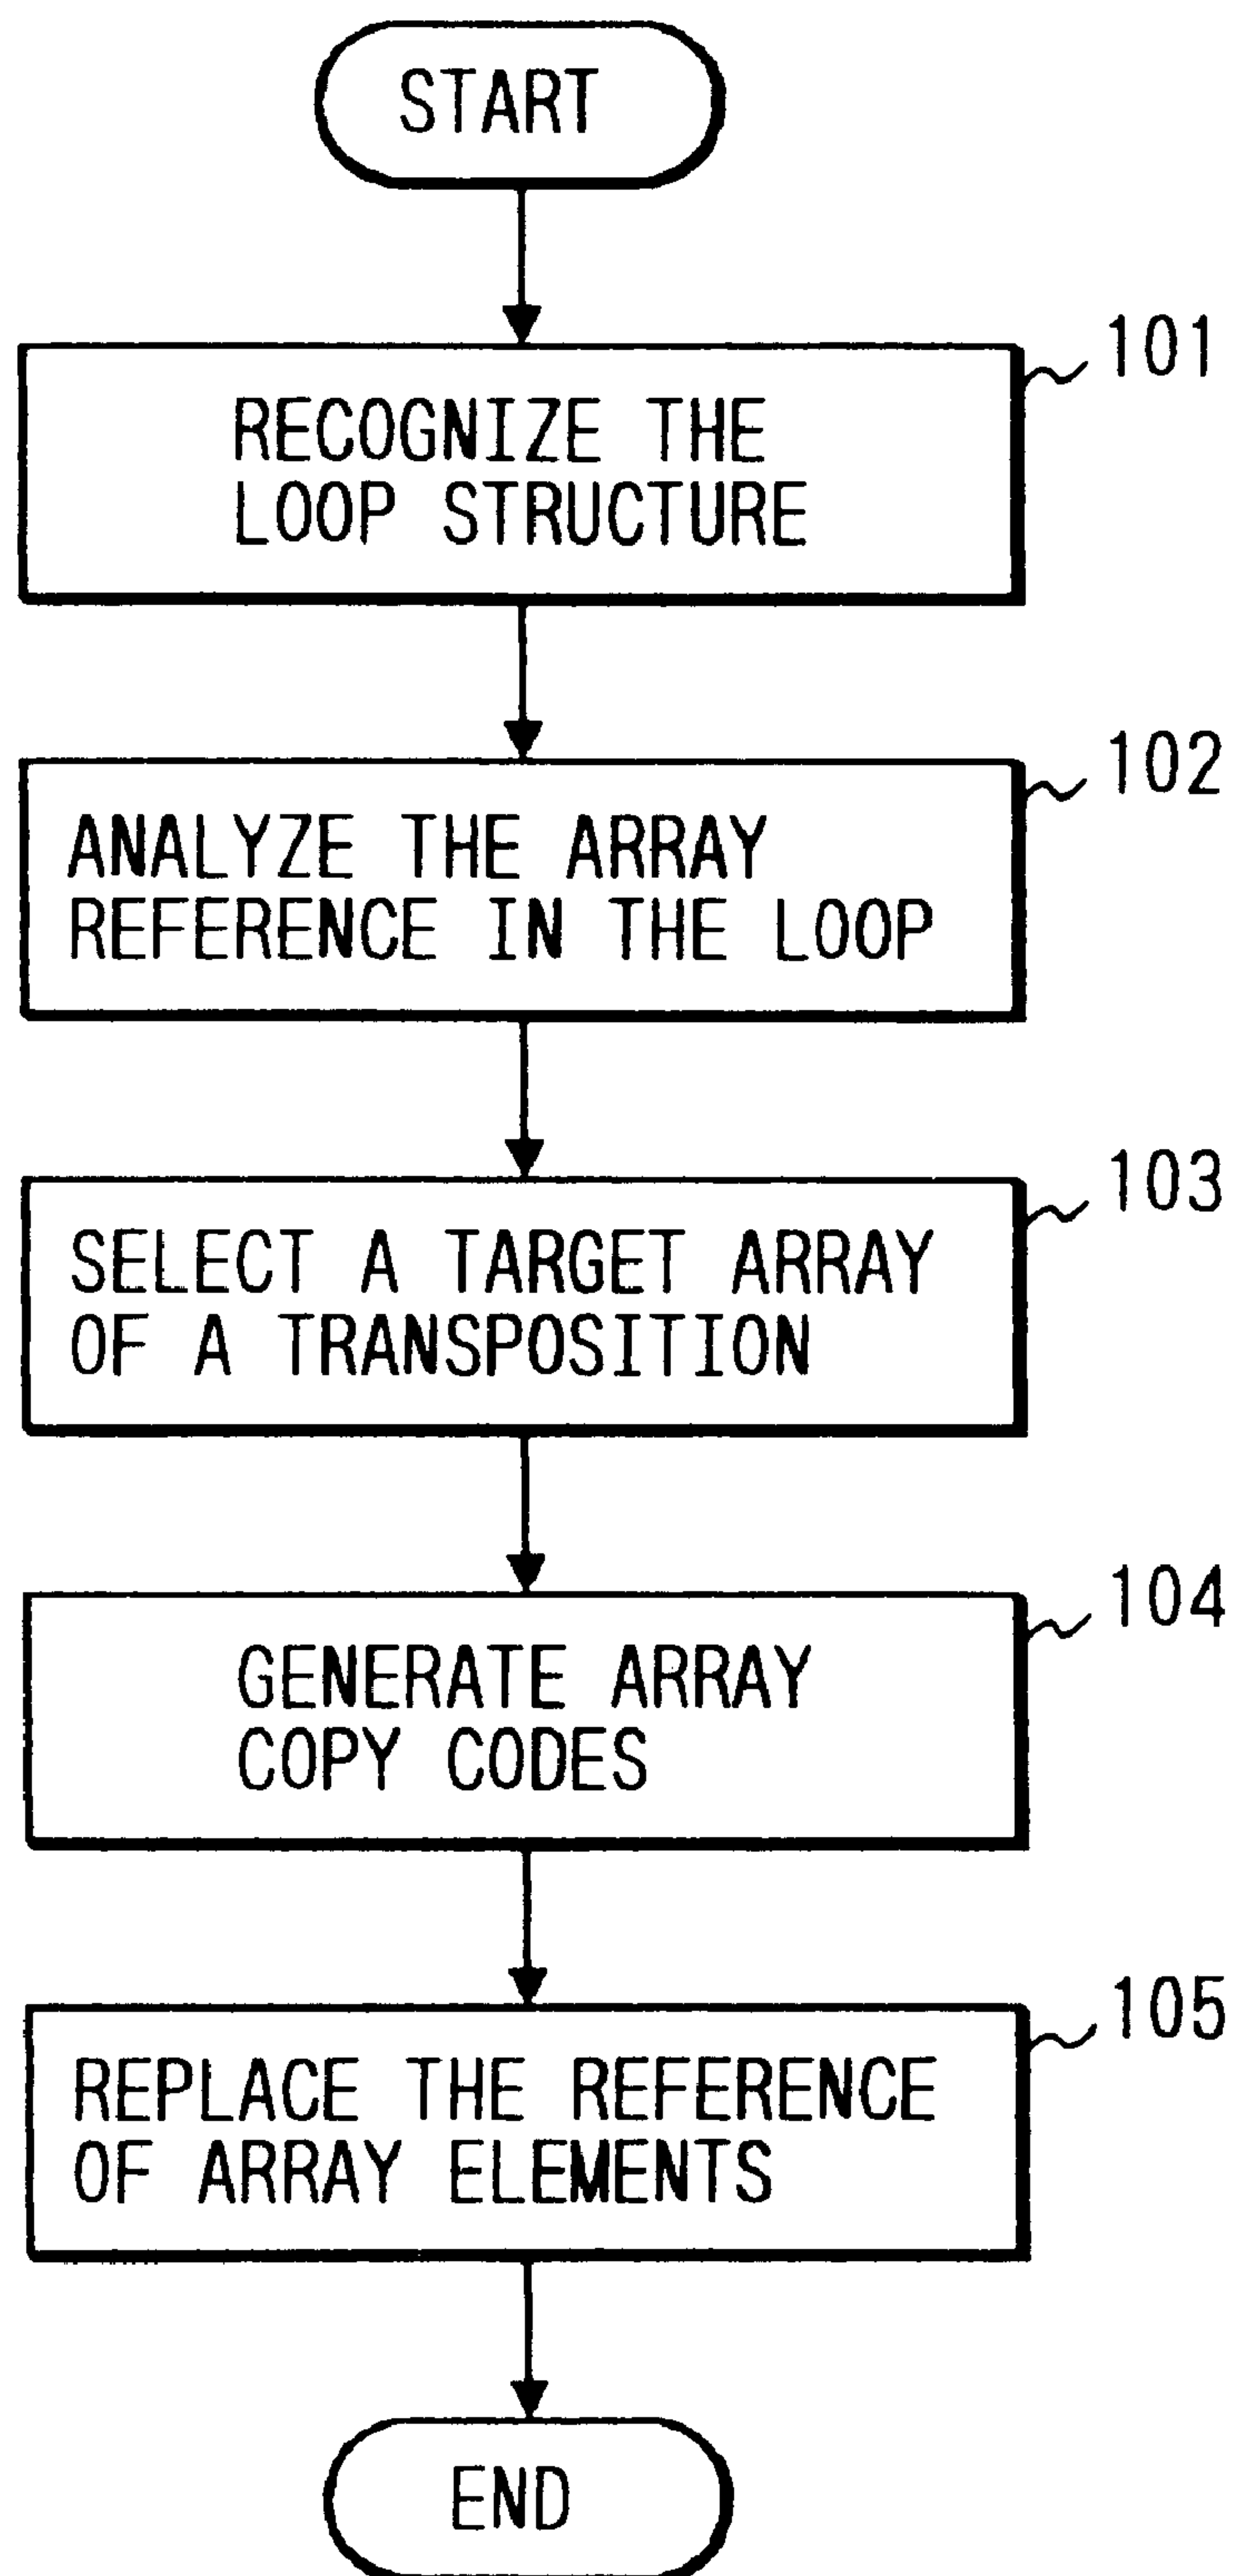 START
101
RECOGNIZE THE
LOOP STRUCTURE
102
ANALYZE THE ARRAY
REFERENCE IN THE LOOP
103
SELECT A TARGET ARRAY
OF A TRANSPOSITION
104
GENERATE ARRAY
COPY CODES
105
REPLACE THE REFERENCE
OF ARRAY ELEMENTS
END